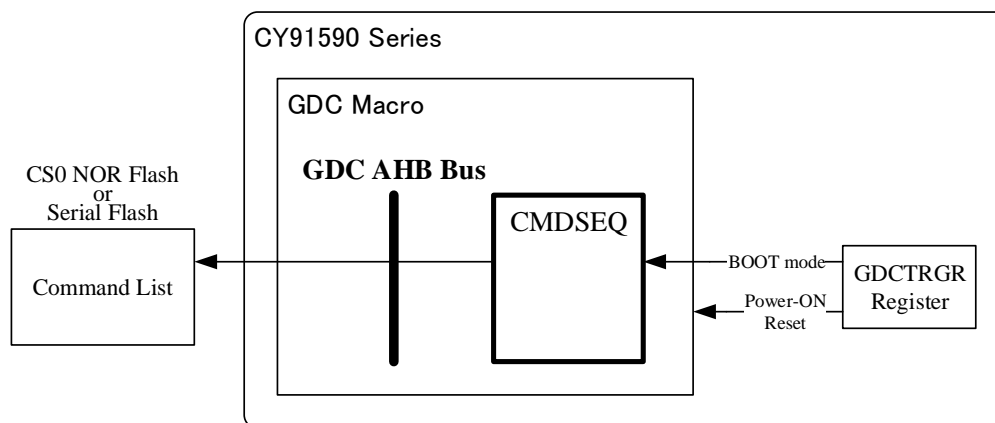 CY91590 Series
GDC Macro
GDC AHB Bus
CMDSEQ
CS0 NOR Flash
or
Serial Flash
Command List
BOOT mode
Power-ON
Reset
GDCTRGR
Register